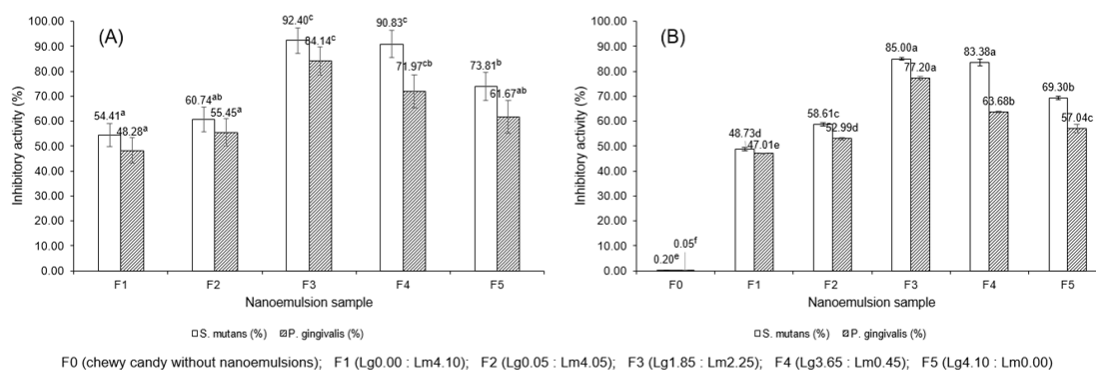 (A)
Inhibitory activity (%)
100.00
90.00
80.00
70.00
60.00
50.00
40.00
30.00
20.00
10.00
0.00
54.41ᵃ
48.28ᵃ
60.74ᵃᵇ
55.45ᵃ
92.40ᶜ
84.14ᶜ
90.83ᶜ
71.97ᶜᵇ
73.81ᵇ
61.67ᵃᵇ
F1 F2 F3 F4 F5
Nanoemulsion sample
S. mutans (%) P. gingivalis (%)
(B)
Inhibitory activity (%)
100.00
90.00
80.00
70.00
60.00
50.00
40.00
30.00
20.00
10.00
0.00
0.20ᵉ
0.05ᶠ
48.73d
47.01e
58.61c
52.99d
85.00a
77.20a
83.38a
63.68b
69.30b
57.04c
F0 F1 F2 F3 F4 F5
Nanoemulsion sample
S. mutans (%) P. gingivalis (%)
F0 (chewy candy without nanoemulsions); F1 (Lg0.00 : Lm4.10); F2 (Lg0.05 : Lm4.05); F3 (Lg1.85 : Lm2.25); F4 (Lg3.65 : Lm0.45); F5 (Lg4.10 : Lm0.00)